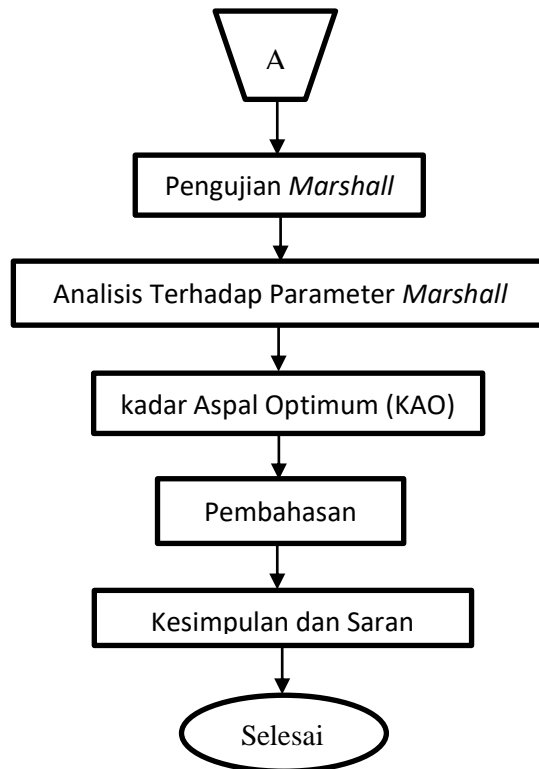 A
Pengujian Marshall
Analisis Terhadap Parameter Marshall
kadar Aspal Optimum (KAO)
Pembahasan
Kesimpulan dan Saran
Selesai